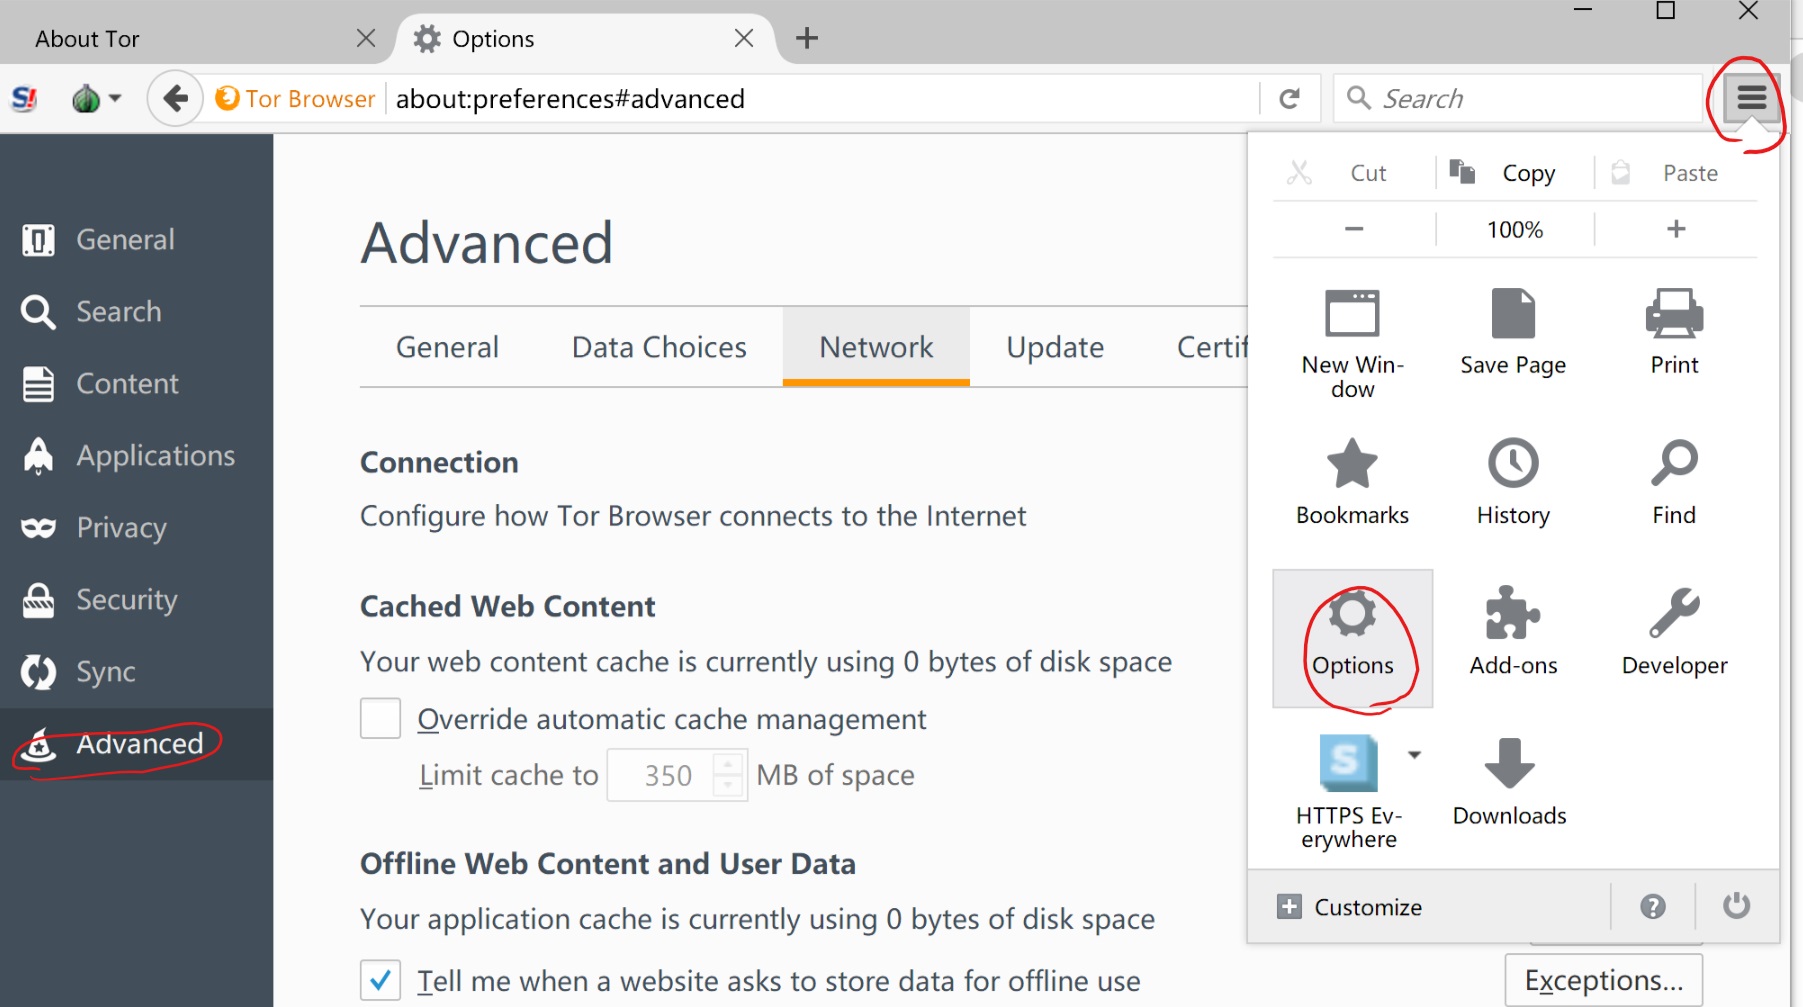 About Tor
Options
S!
Tor Browser
about:preferences#advanced
Search
Cut
Copy
Paste
100%
General
Search
Content
Applications
Privacy
Security
Sync
Advanced
Advanced
General
Data Choices
Network
Update
Certif
Connection
Configure how Tor Browser connects to the Internet
Cached Web Content
Your web content cache is currently using 0 bytes of disk space
Override automatic cache management
Limit cache to 350 MB of space
Offline Web Content and User Data
Your application cache is currently using 0 bytes of disk space
Tell me when a website asks to store data for offline use
Exceptions...
New Win-
dow
Save Page
Print
Bookmarks
History
Find
Options
Add-ons
Developer
S
HTTPS Ev-
erywhere
Downloads
Customize